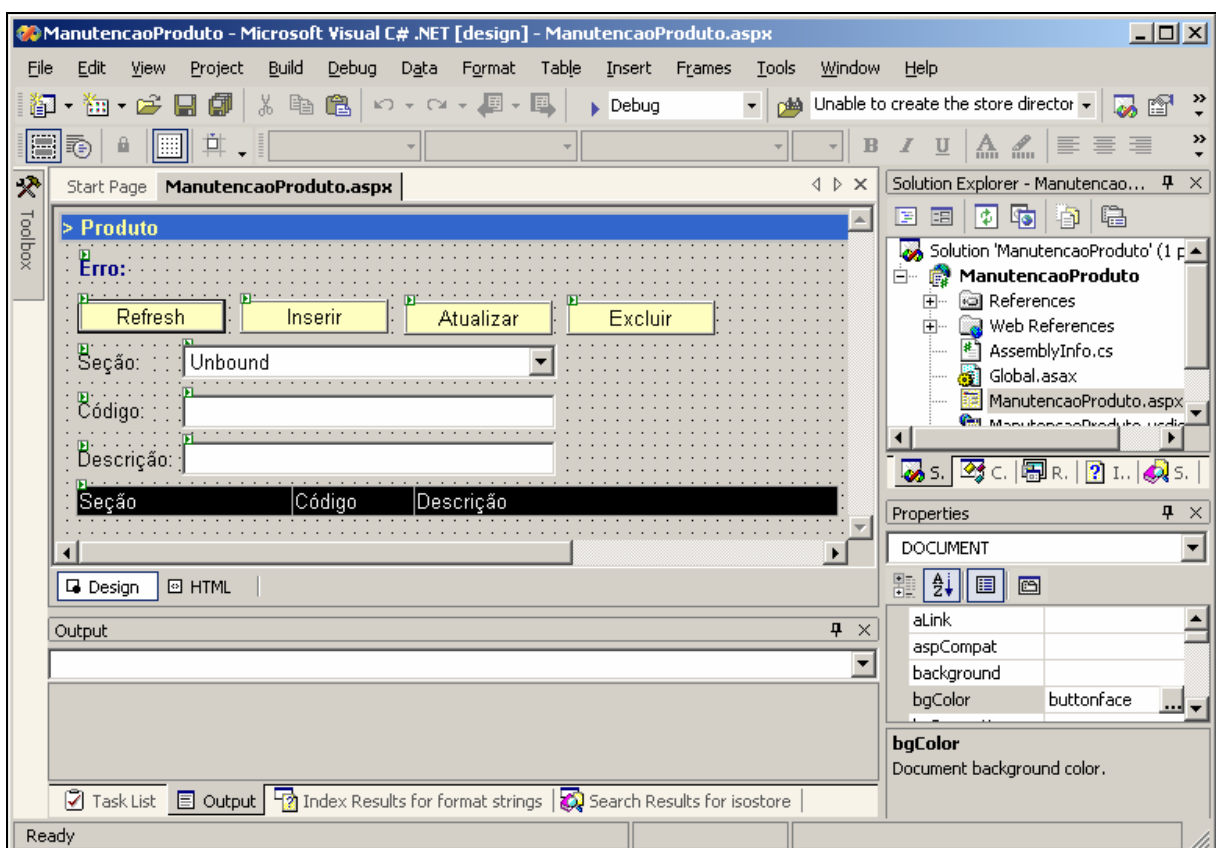 ManutencaoProduto - Microsoft Visual C# .NET [design] - ManutencaoProduto.aspx
File Edit View Project Build Debug Data Format Table Insert Frames Tools Window Help
Debug Unable to create the store director
B I U A
Toolbox
Start Page ManutencaoProduto.aspx
> Produto
Erro:
Refresh Inserir Atualizar Excluir
Seção: Unbound
Código:
Descrição:
Seção Código Descrição
Design HTML
Output
Task List Output Index Results for format strings Search Results for isostore
Ready
Solution Explorer - Manutencao...
Solution 'ManutencaoProduto' (1 p
ManutencaoProduto
References
Web References
AssemblyInfo.cs
Global.asax
ManutencaoProduto.aspx
S. C. R. I.. S.
Properties
DOCUMENT
aLink
aspCompat
background
bgColor buttonface ...
bgColor
Document background color.